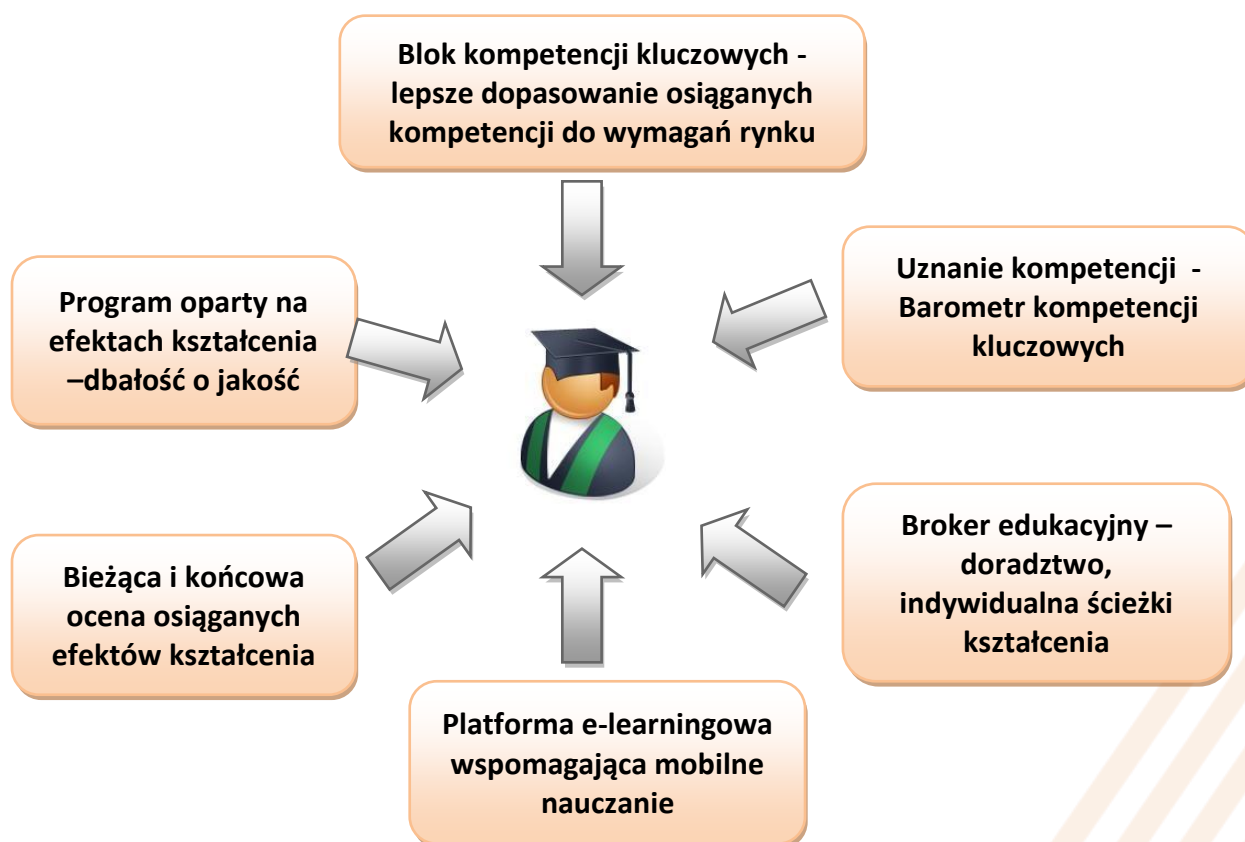 Blok kompetencji kluczowych -
lepsze dopasowanie osiąganych
kompetencji do wymagań rynku
Program oparty na
efektach kształcenia
–dbałość o jakość
Uznanie kompetencji  -
Barometr kompetencji
kluczowych
Bieżąca i końcowa
ocena osiąganych
efektów kształcenia
Broker edukacyjny –
doradztwo,
indywidualna ścieżki
kształcenia
Platforma e-learningowa
wspomagająca mobilne
nauczanie